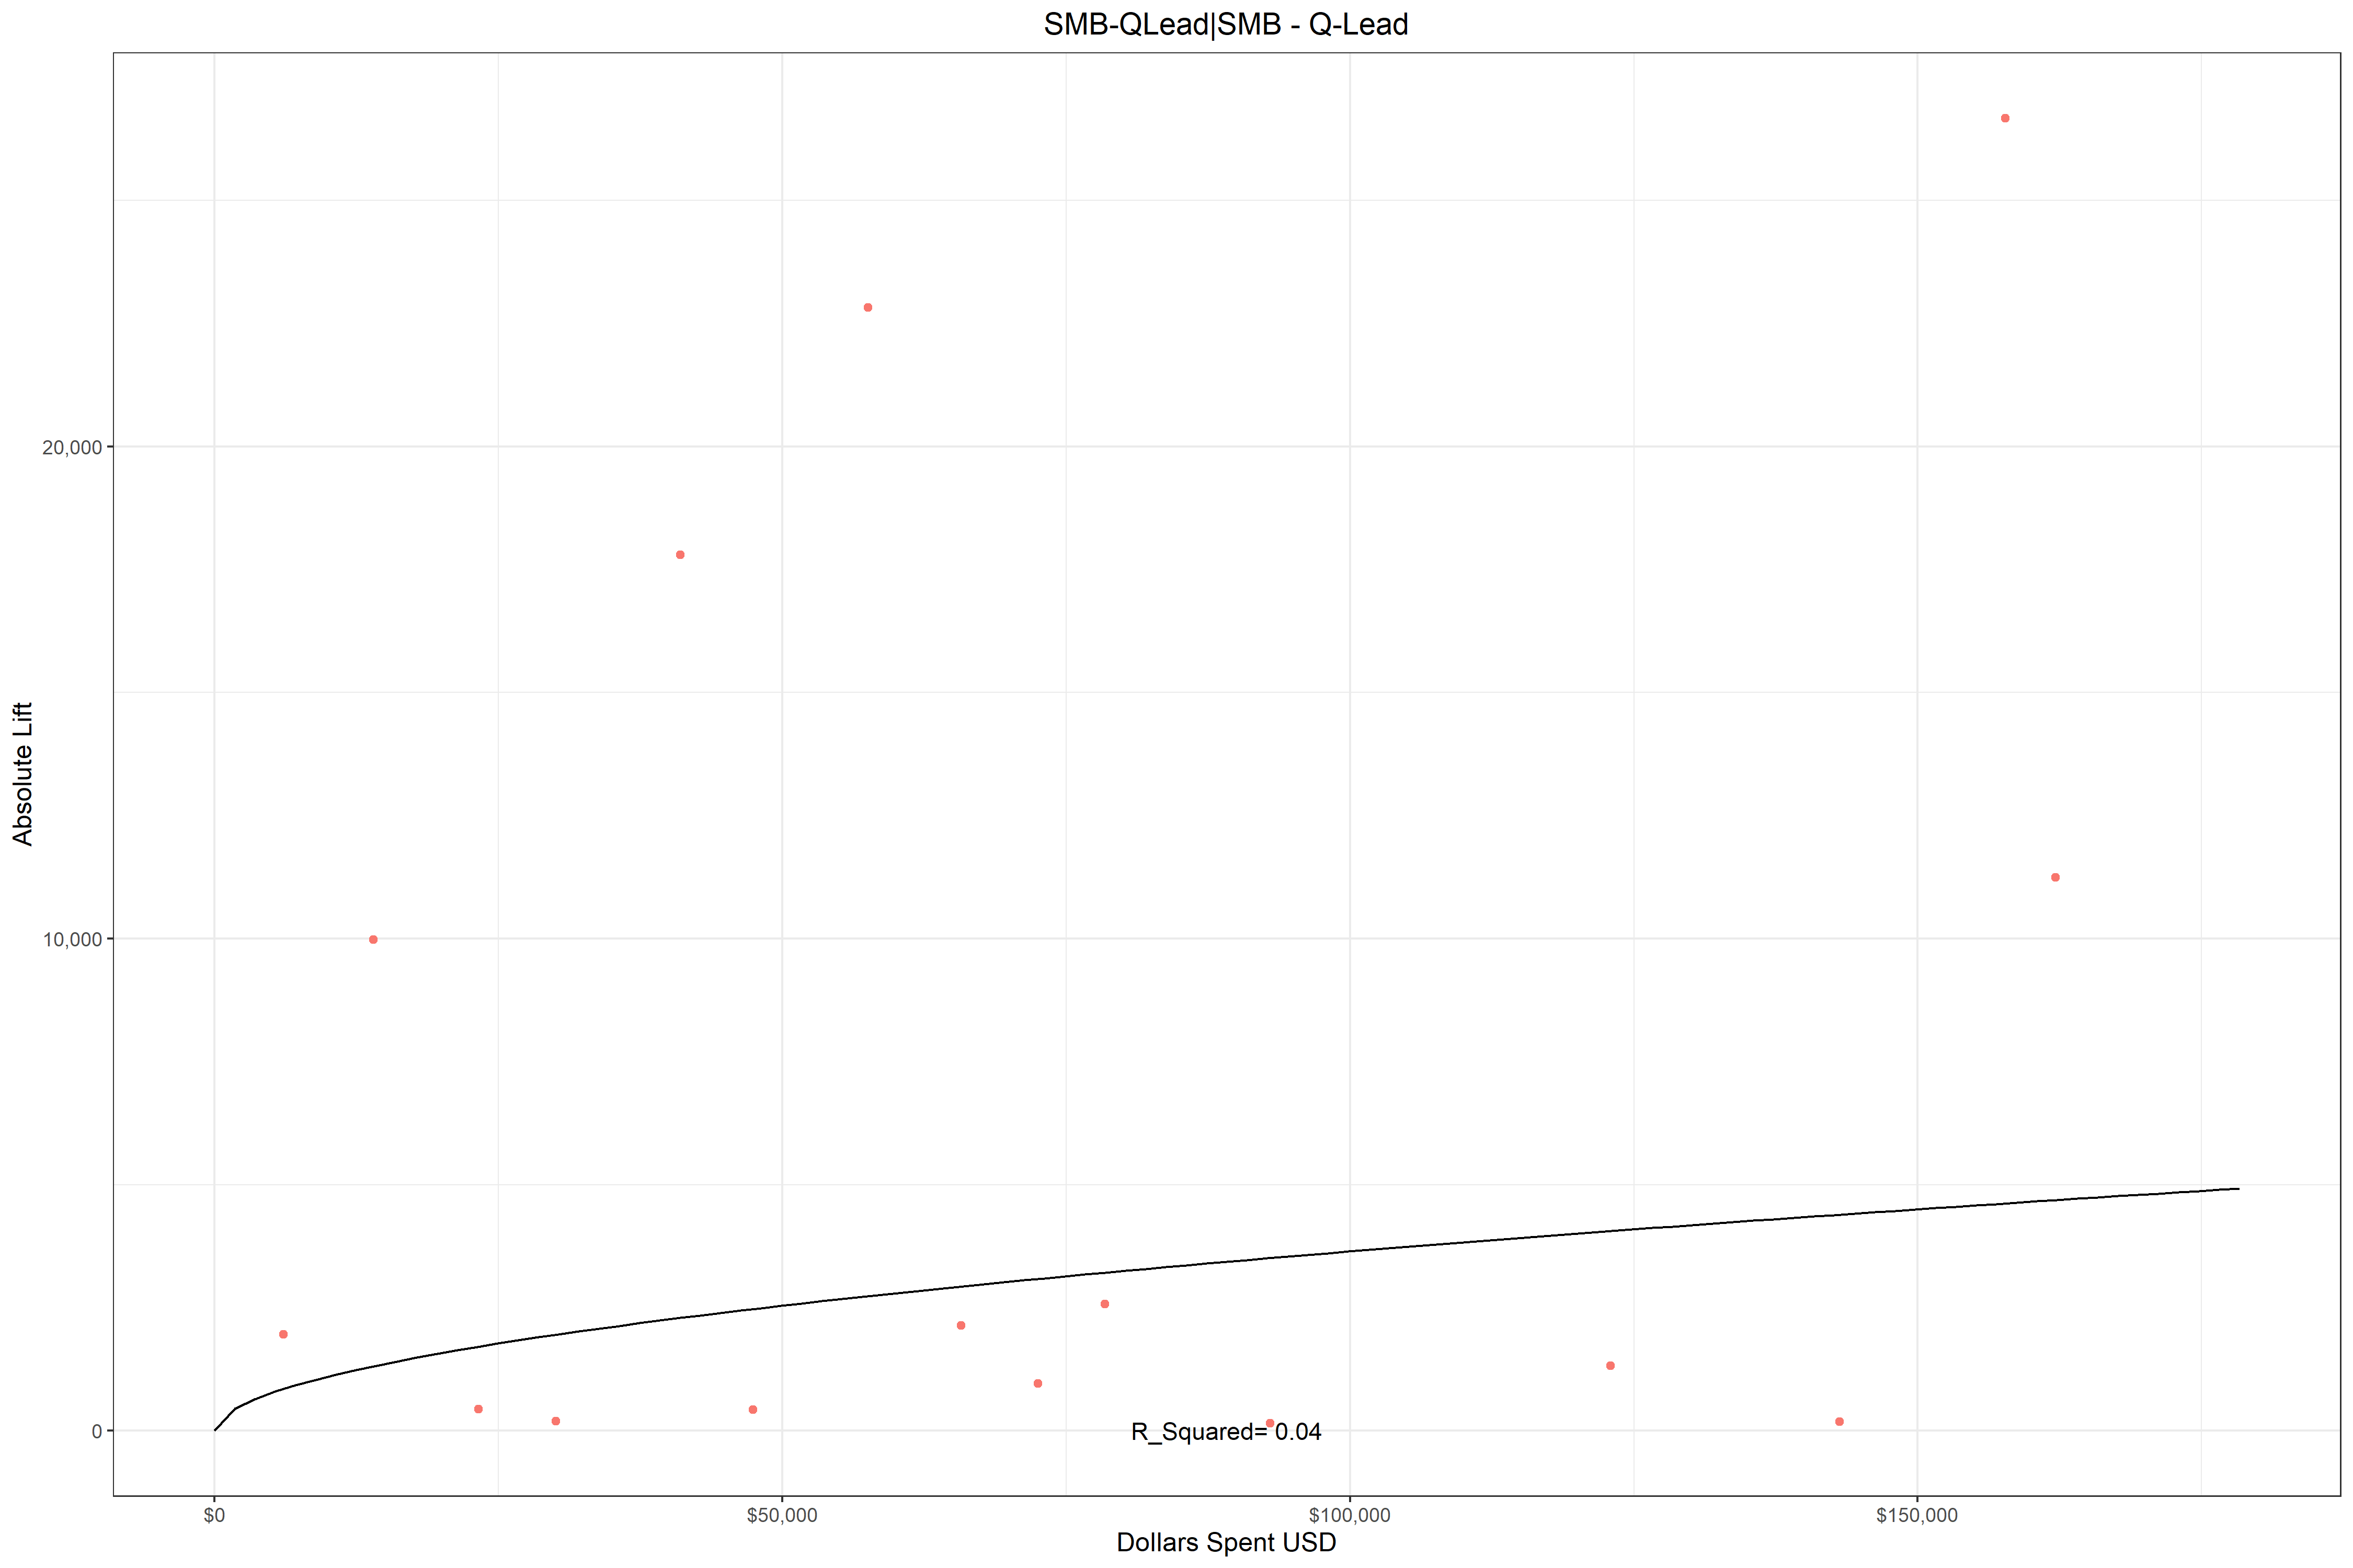 SMB-QLead|SMB - Q-Lead
Absolute Lift
20,000
10,000
0
R_Squared= 0.04
$0
$50,000
$100,000
$150,000
Dollars Spent USD